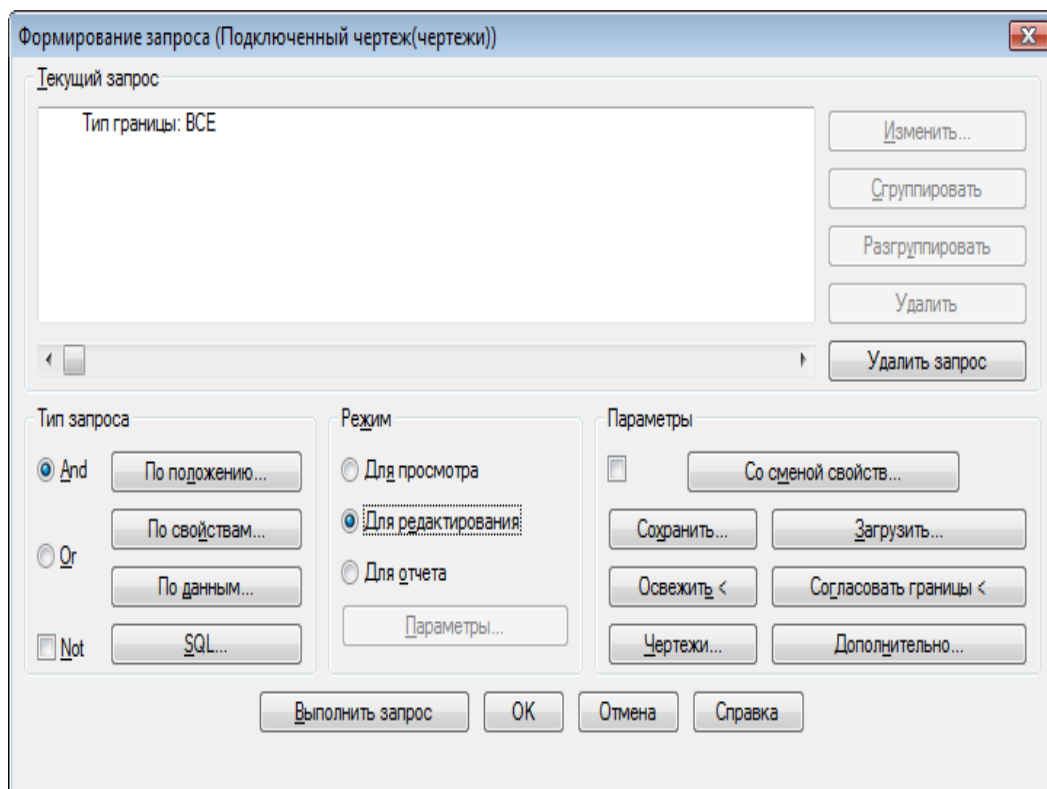 Формирование запроса (Подключенный чертеж(чертежи))
Текущий запрос
Тип границы: ВСЕ
Изменить...
Сгруппировать
Разгруппировать
Удалить
Удалить запрос
Тип запроса
And
По положению...
Or
По свойствам...
По данным...
Not
SQL...
Режим
Для просмотра
Для редактирования
Для отчета
Параметры...
Параметры
Со сменой свойств...
Сохранить...
Загрузить...
Освежить <
Согласовать границы <
Чертежи...
Дополнительно...
Выполнить запрос
OK
Отмена
Справка